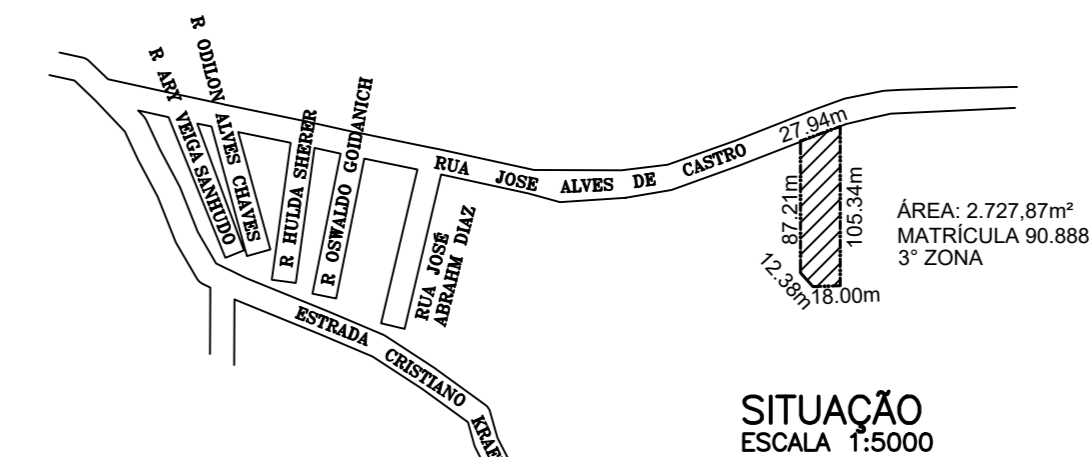 R ARY VEIGA SANHUDO
R ODILON ALVES CHAVES
R HULDA SHERER
R OSWALDO GOIDANICH
RUA JOSE ALVES DE CASTRO
RUA JOSÉ
ABRAHM DIAZ
ESTRADA CRISTIANO
27.94m
87.21m
105.34m
12.38m
18.00m
ÁREA: 2.727,87m²
MATRÍCULA 90.888
3° ZONA
SITUAÇÃO
ESCALA 1:5000